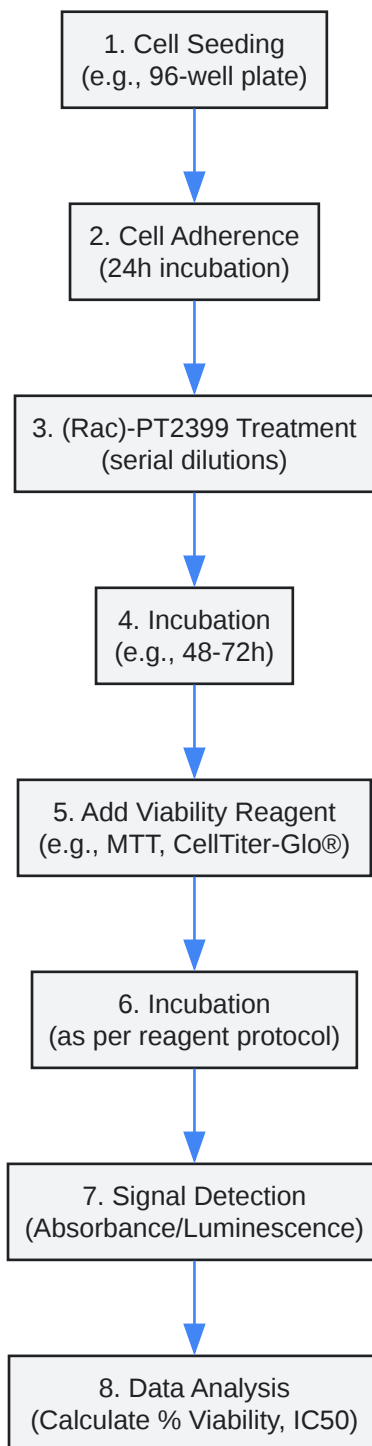 1. Cell Seeding
(e.g., 96-well plate)
2. Cell Adherence
(24h incubation)
3. (Rac)-PT2399 Treatment
(serial dilutions)
4. Incubation
(e.g., 48-72h)
5. Add Viability Reagent
(e.g., MTT, CellTiter-Glo®)
6. Incubation
(as per reagent protocol)
7. Signal Detection
(Absorbance/Luminescence)
8. Data Analysis
(Calculate % Viability, IC50)